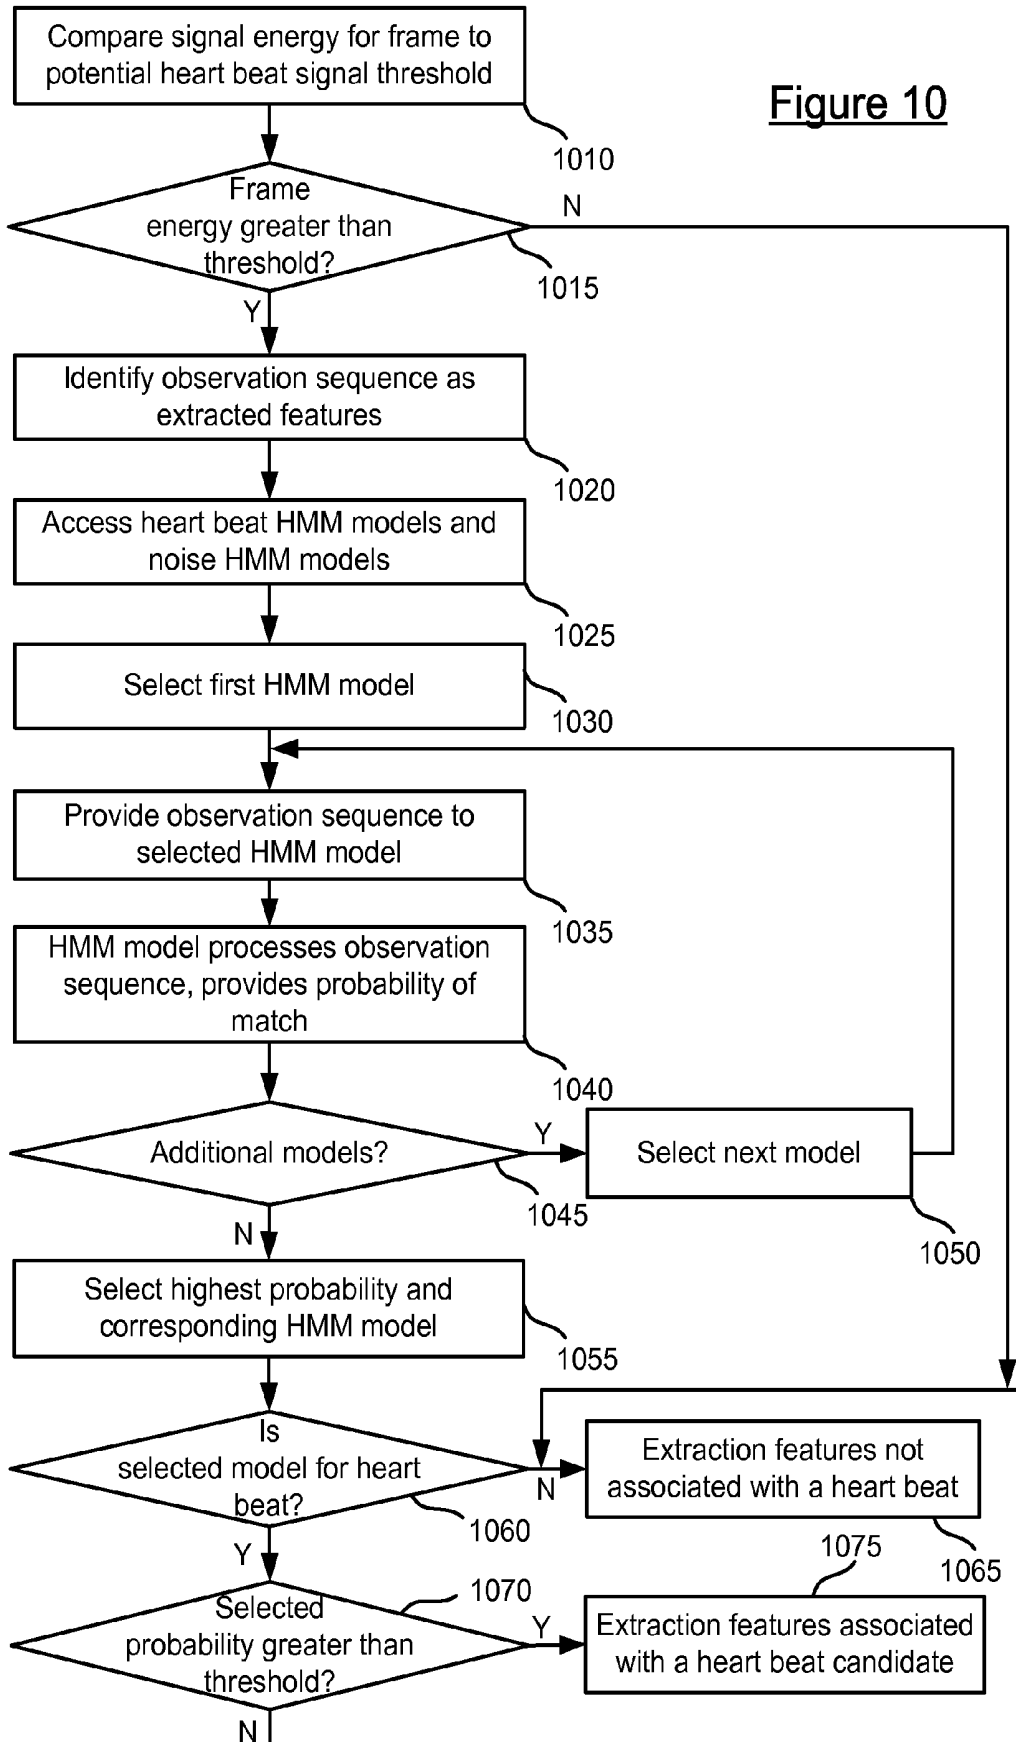 Compare signal energy for frame to
potential heart beat signal threshold
Figure 10
1010
Frame
energy greater than
threshold?
N
1015
Y
Identify observation sequence as
extracted features
1020
Access heart beat HMM models and
noise HMM models
1025
Select first HMM model
1030
Provide observation sequence to
selected HMM model
1035
HMM model processes observation
sequence, provides probability of
match
1040
Additional models?
Y
1045
Select next model
1050
N
Select highest probability and
corresponding HMM model
1055
Is
selected model for heart
beat?
N
1060
Extraction features not
associated with a heart beat
1065
Y
1070
Selected
probability greater than
threshold?
Y
1075
Extraction features associated
with a heart beat candidate
N